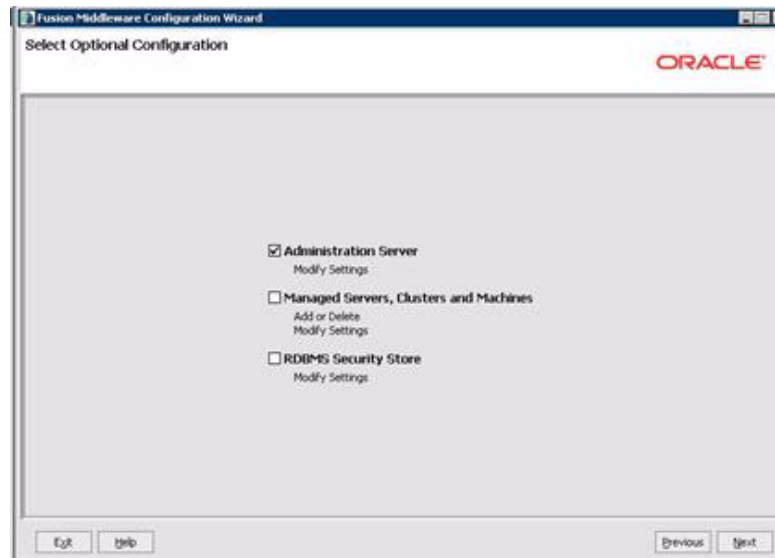 Fusion Middleware Configuration Wizard
Select Optional Configuration
ORACLE
Administration Server
Modify Settings
Managed Servers, Clusters and Machines
Add or Delete
Modify Settings
RDBMS Security Store
Modify Settings
Exit
Help
Previous
Next